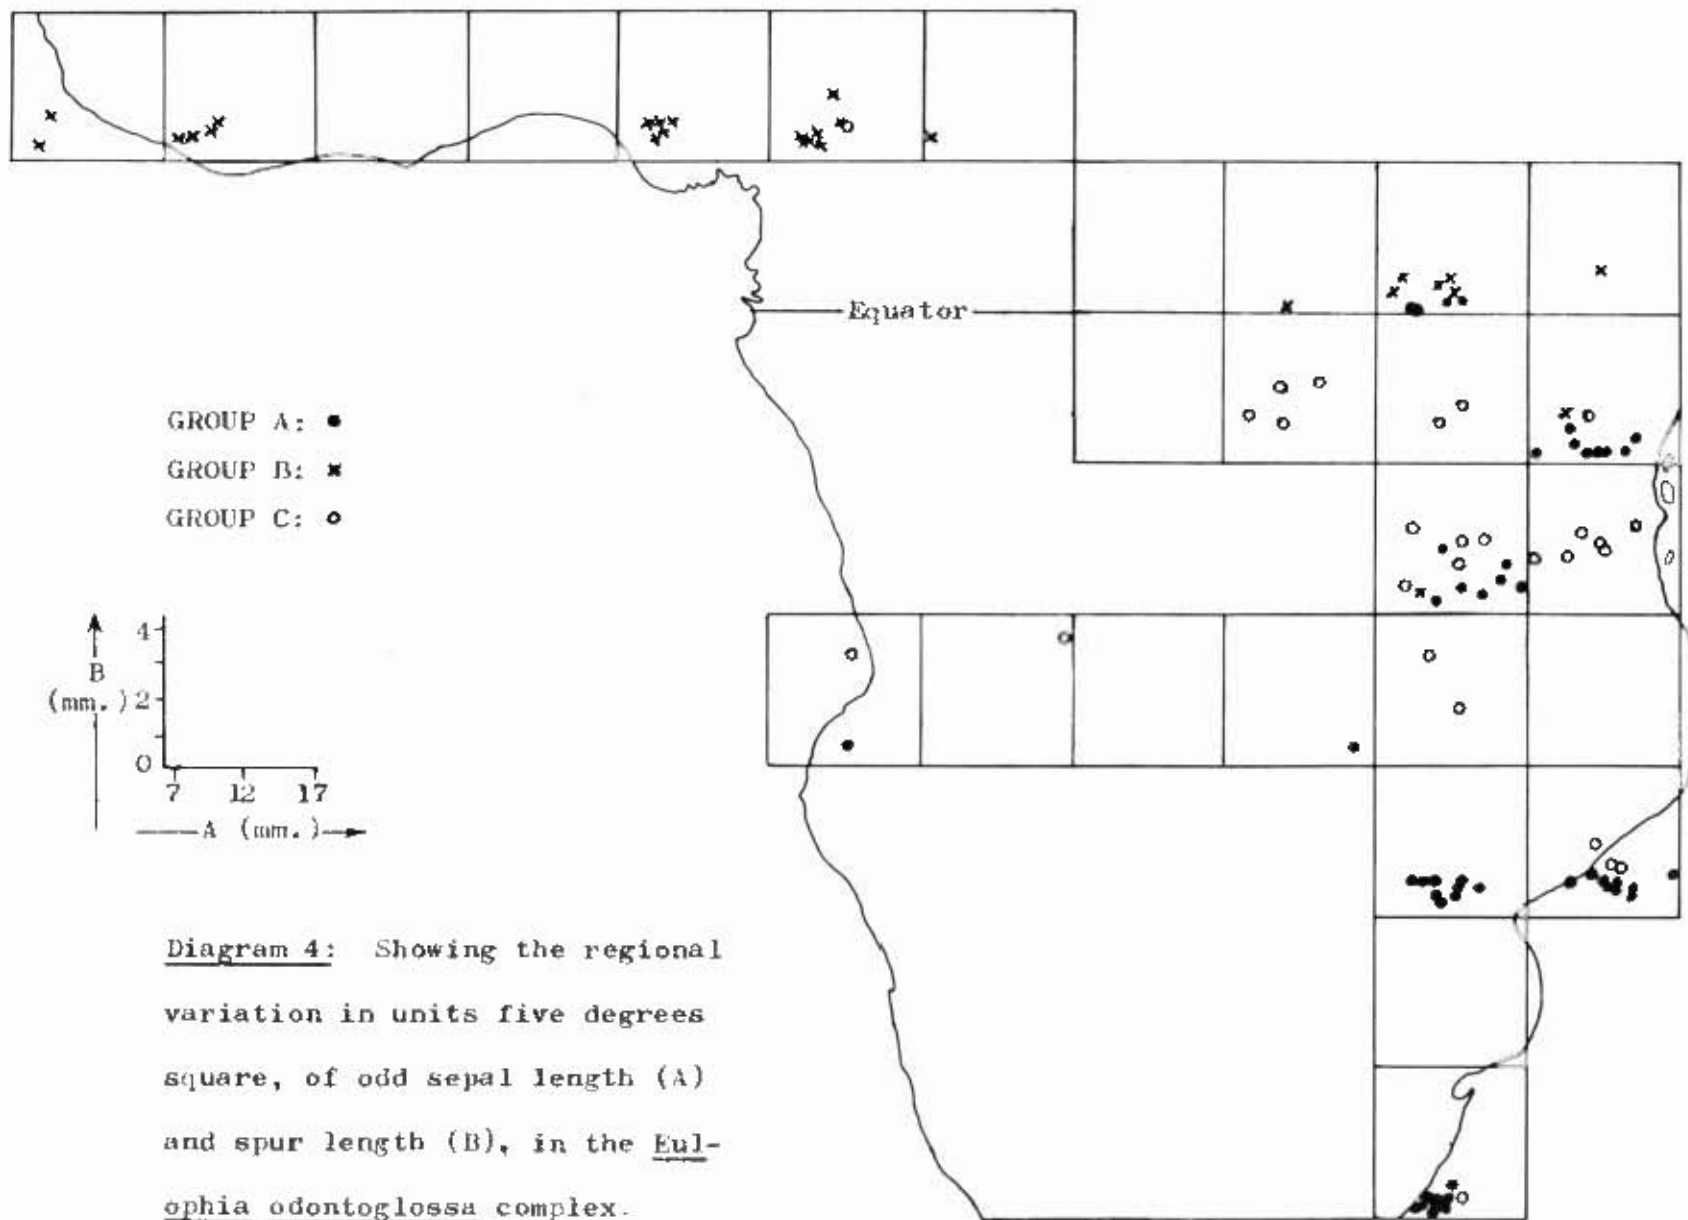 Equator
GROUP A: ●
GROUP B: ×
GROUP C: ○
4
B
(mm.) 2
0
7 12 17
A (mm.)
Diagram 4: Showing the regional
variation in units five degrees
square, of odd sepal length (A)
and spur length (B), in the Eul-
ophia odontoglossa complex.